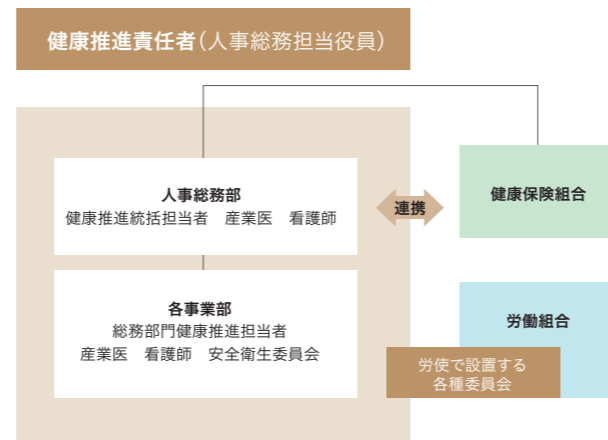 健康推進責任者(人事総務担当役員)
人事総務部
健康推進統括担当者　産業医　看護師
連携
健康保険組合
各事業部
総務部門健康推進担当者
産業医　看護師　安全衛生委員会
労働組合
労使で設置する
各種委員会